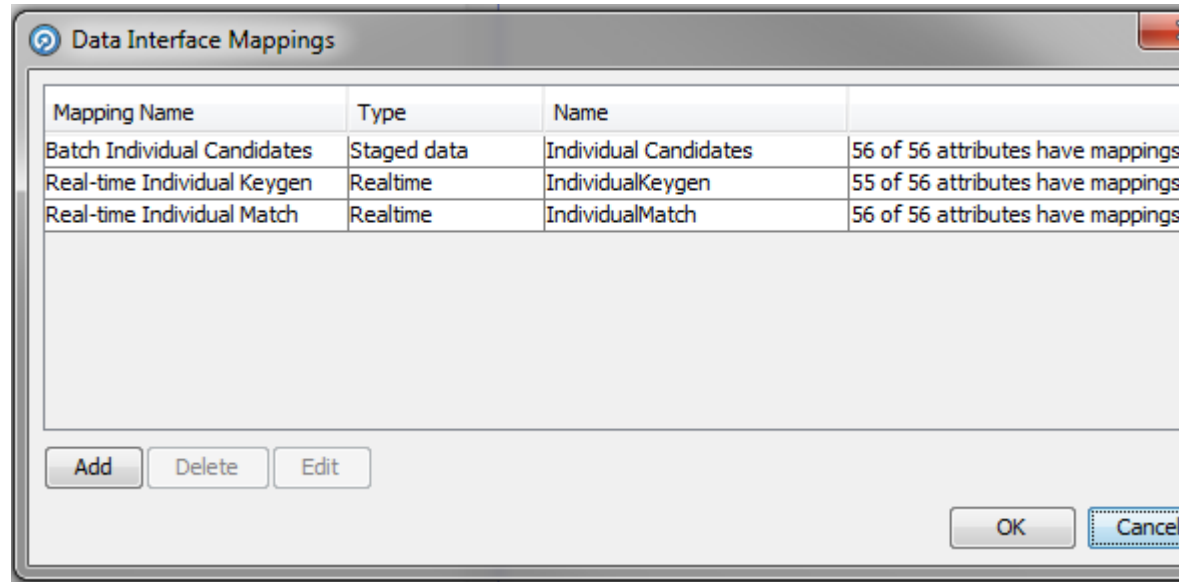 Data Interface Mappings
Mapping Name Type Name
Batch Individual Candidates Staged data Individual Candidates 56 of 56 attributes have mappings
Real-time Individual Keygen Realtime IndividualKeygen 55 of 56 attributes have mappings
Real-time Individual Match Realtime IndividualMatch 56 of 56 attributes have mappings
Add Delete Edit
OK Cancel